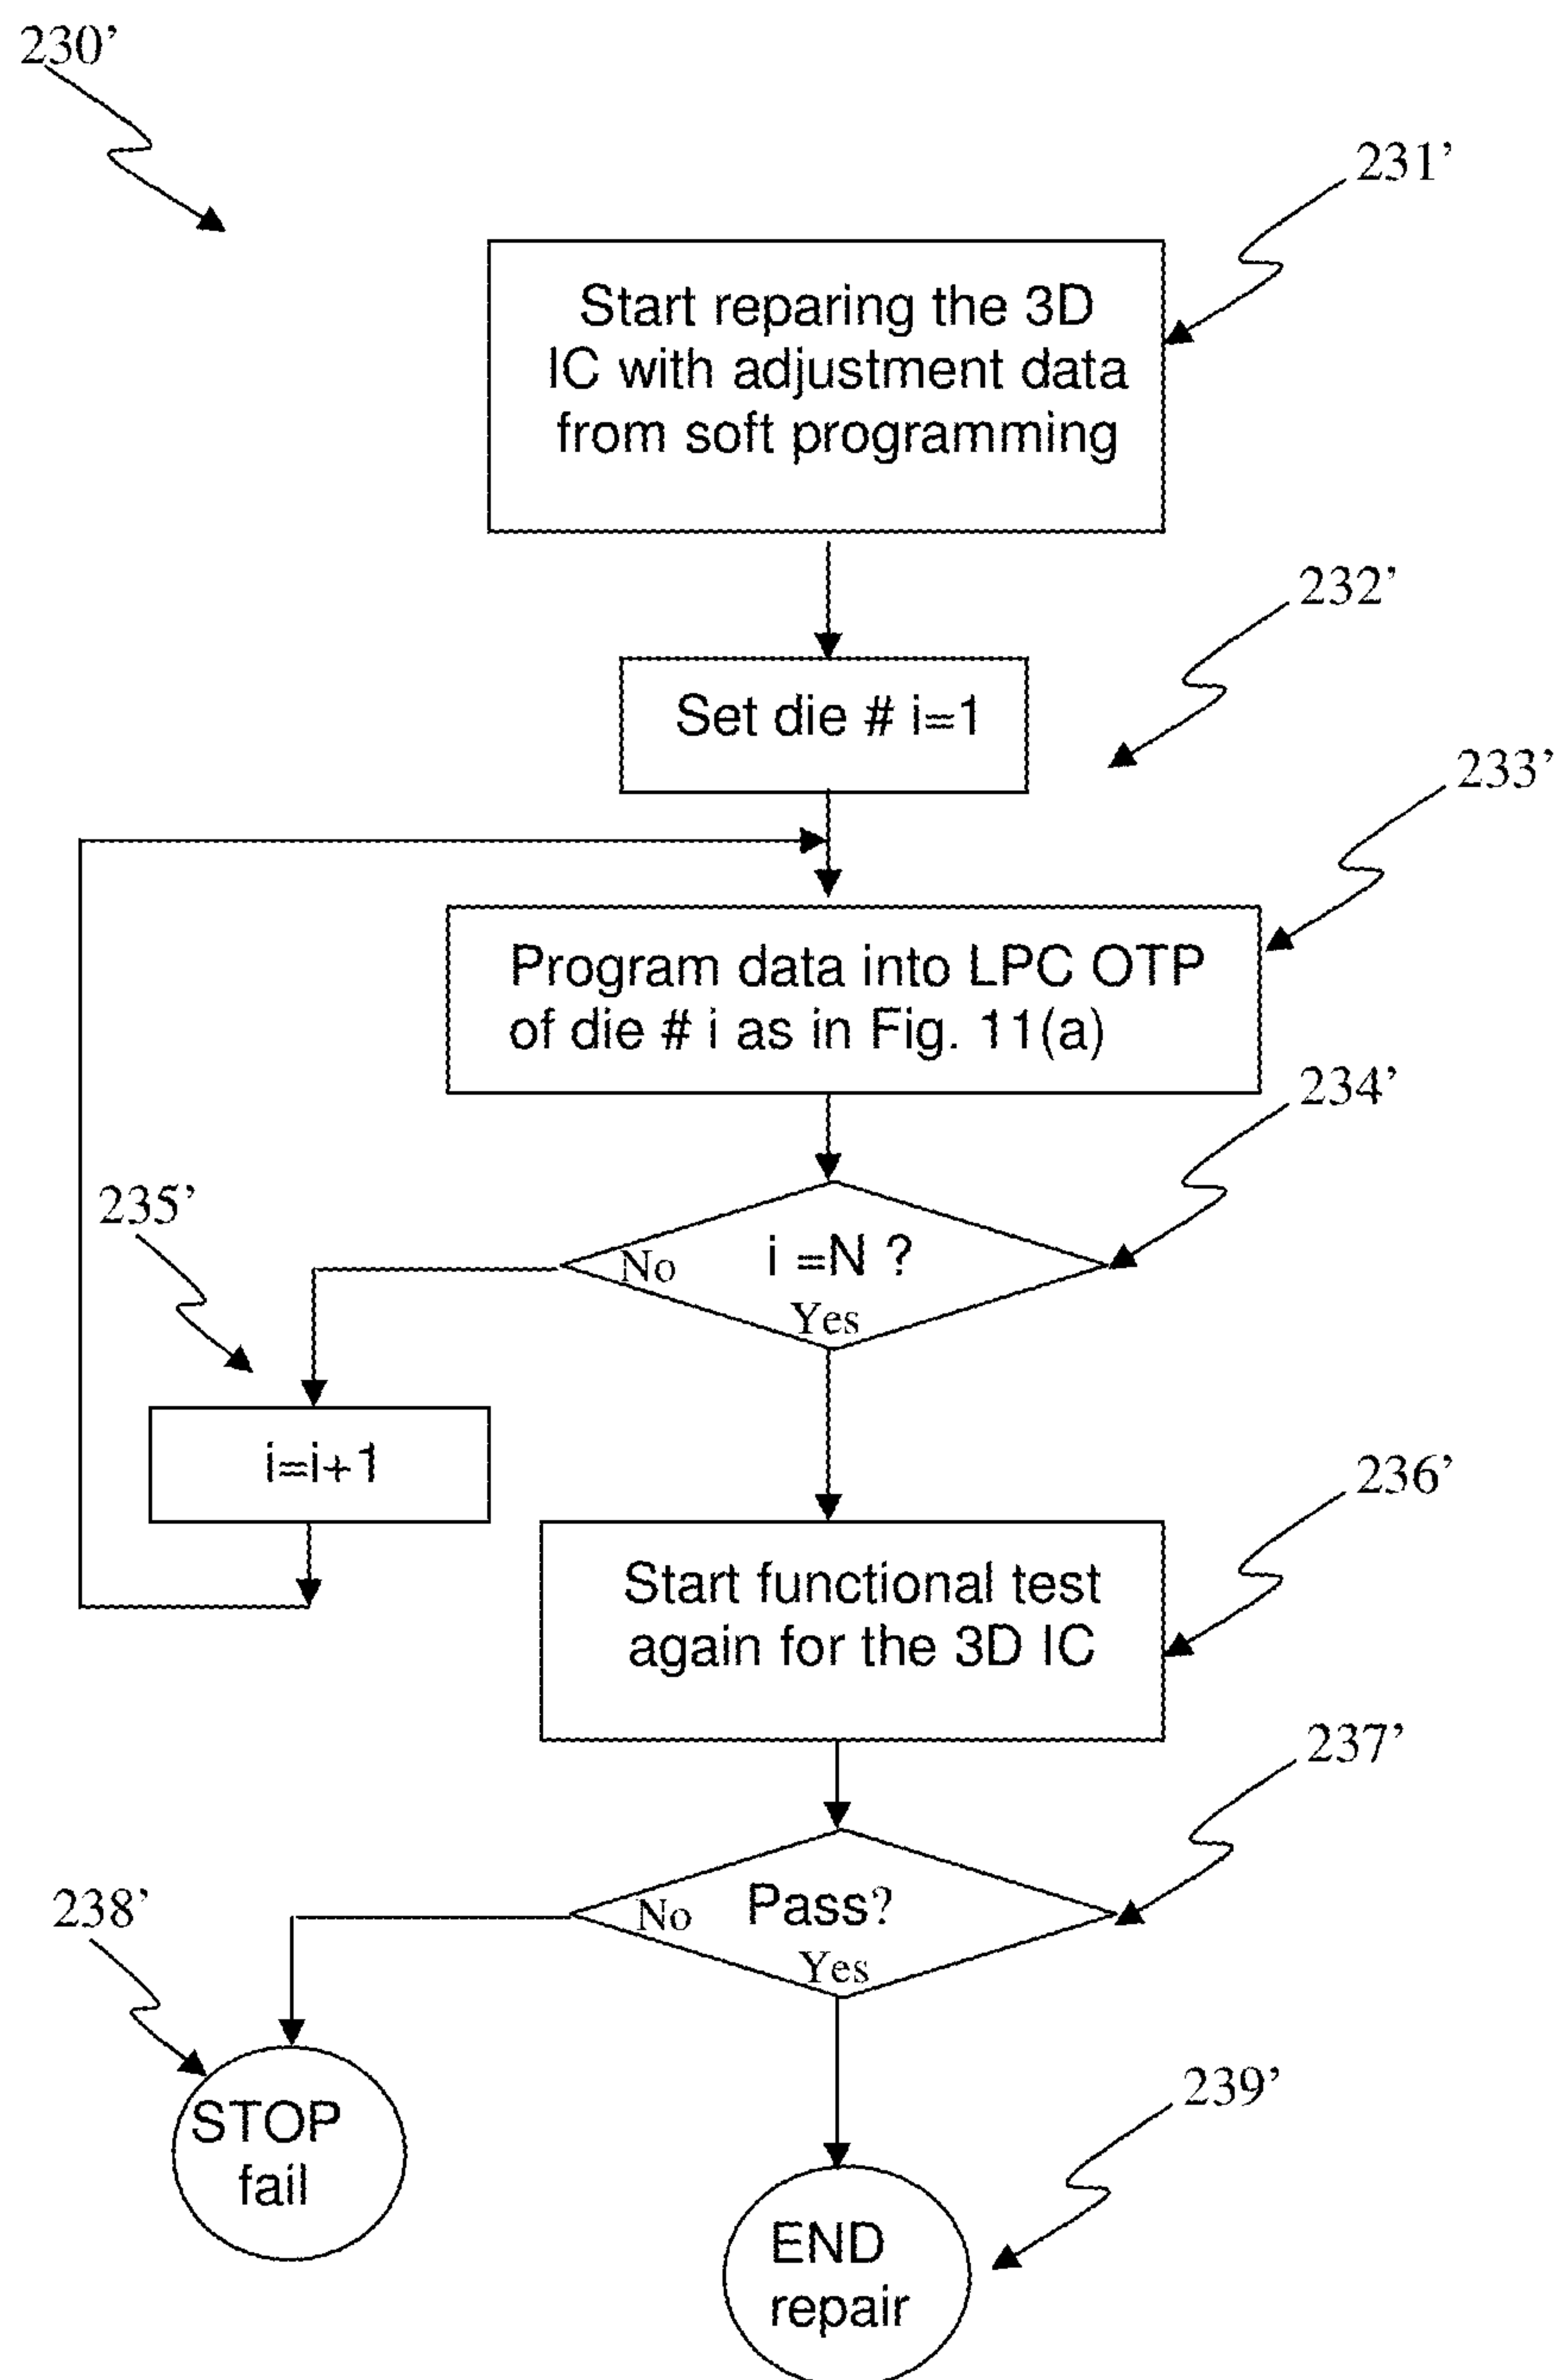 230’
231’
Start reparing the 3D
IC with adjustment data
from soft programming
232’
Set die # i=1
233’
Program data into LPC OTP
of die # i as in Fig. 11(a)
234’
235’
i =N ?
No
Yes
i=i+1
236’
Start functional test
again for the 3D IC
237’
Pass?
No
Yes
238’
STOP
fail
239’
END
repair